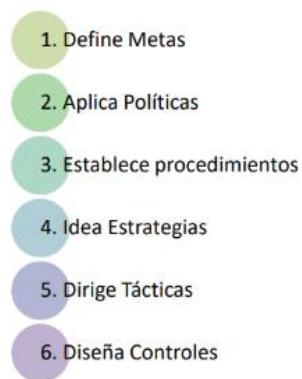 1. Define Metas
2. Aplica Políticas
3. Establece procedimientos
4. Idea Estrategias
5. Dirige Tácticas
6. Diseña Controles